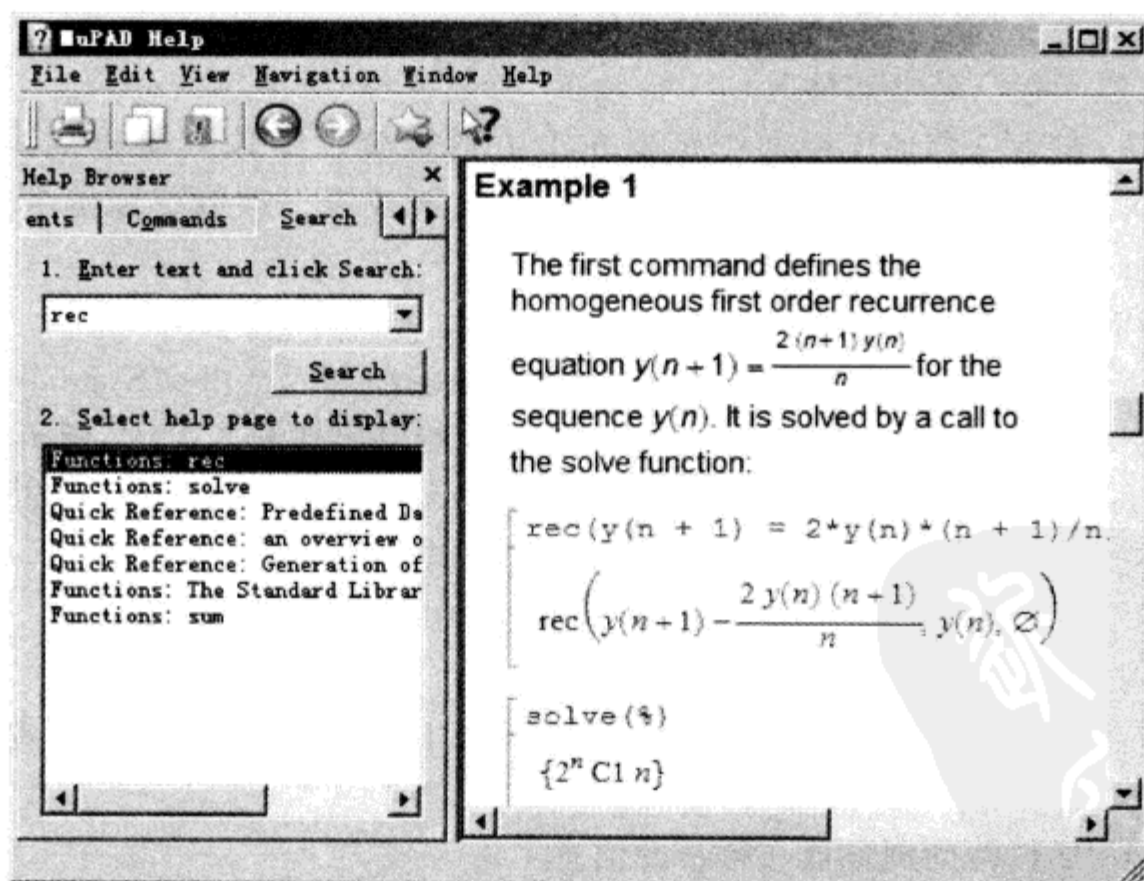 MuPAD Help
File Edit View Navigation Window Help
Help Browser
ents Commands Search
1. Enter text and click Search:
rec
Search
2. Select help page to display:
Functions: rec
Functions: solve
Quick Reference: Predefined Da
Quick Reference: an overview o
Quick Reference: Generation of
Functions: The Standard Librar
Functions: sum
Example 1
The first command defines the
homogeneous first order recurrence
equation y(n + 1) = 2 (n+1) y(n) / n for the
sequence y(n). It is solved by a call to
the solve function:
rec(y(n + 1) = 2*y(n)*(n + 1)/n,
rec(y(n + 1) − 2 y(n) (n + 1) / n, y(n), ∅)
solve(%)
{2^n C1 n}